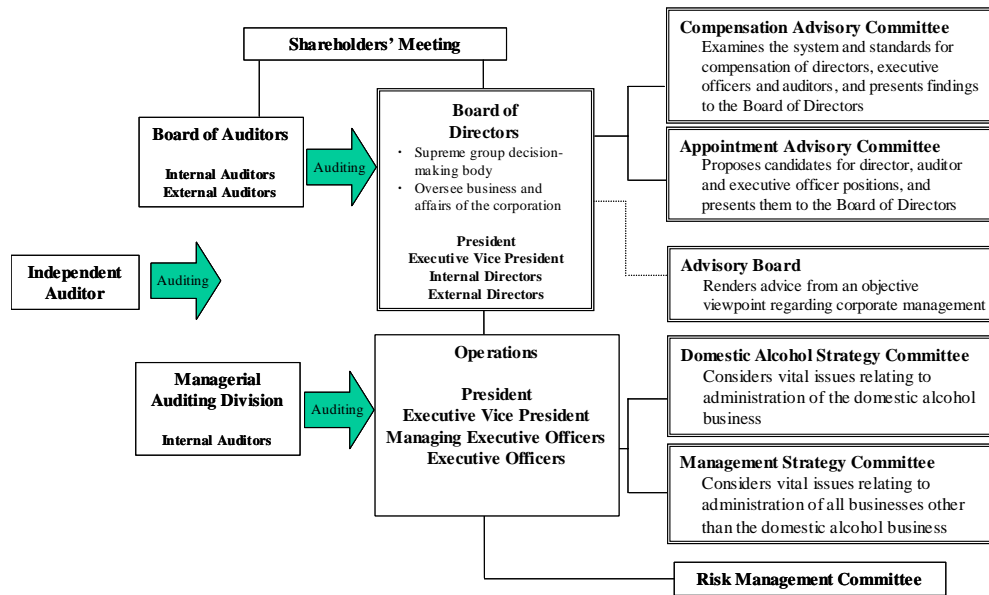 Shareholders’ Meeting
Board of Auditors
Internal Auditors
External Auditors
Auditing
Board of
Directors
・ Supreme group decision-
making body
・ Oversee business and
affairs of the corporation
President
Executive Vice President
Internal Directors
External Directors
Compensation Advisory Committee
Examines the system and standards for
compensation of directors, executive
officers and auditors, and presents findings
to the Board of Directors
Appointment Advisory Committee
Proposes candidates for director, auditor
and executive officer positions, and
presents them to the Board of Directors
Independent
Auditor
Auditing
Advisory Board
Renders advice from an objective
viewpoint regarding corporate management
Managerial
Auditing Division
Internal Auditors
Auditing
Operations
President
Executive Vice President
Managing Executive Officers
Executive Officers
Domestic Alcohol Strategy Committee
Considers vital issues relating to
administration of the domestic alcohol
business
Management Strategy Committee
Considers vital issues relating to
administration of all businesses other
than the domestic alcohol business
Risk Management Committee